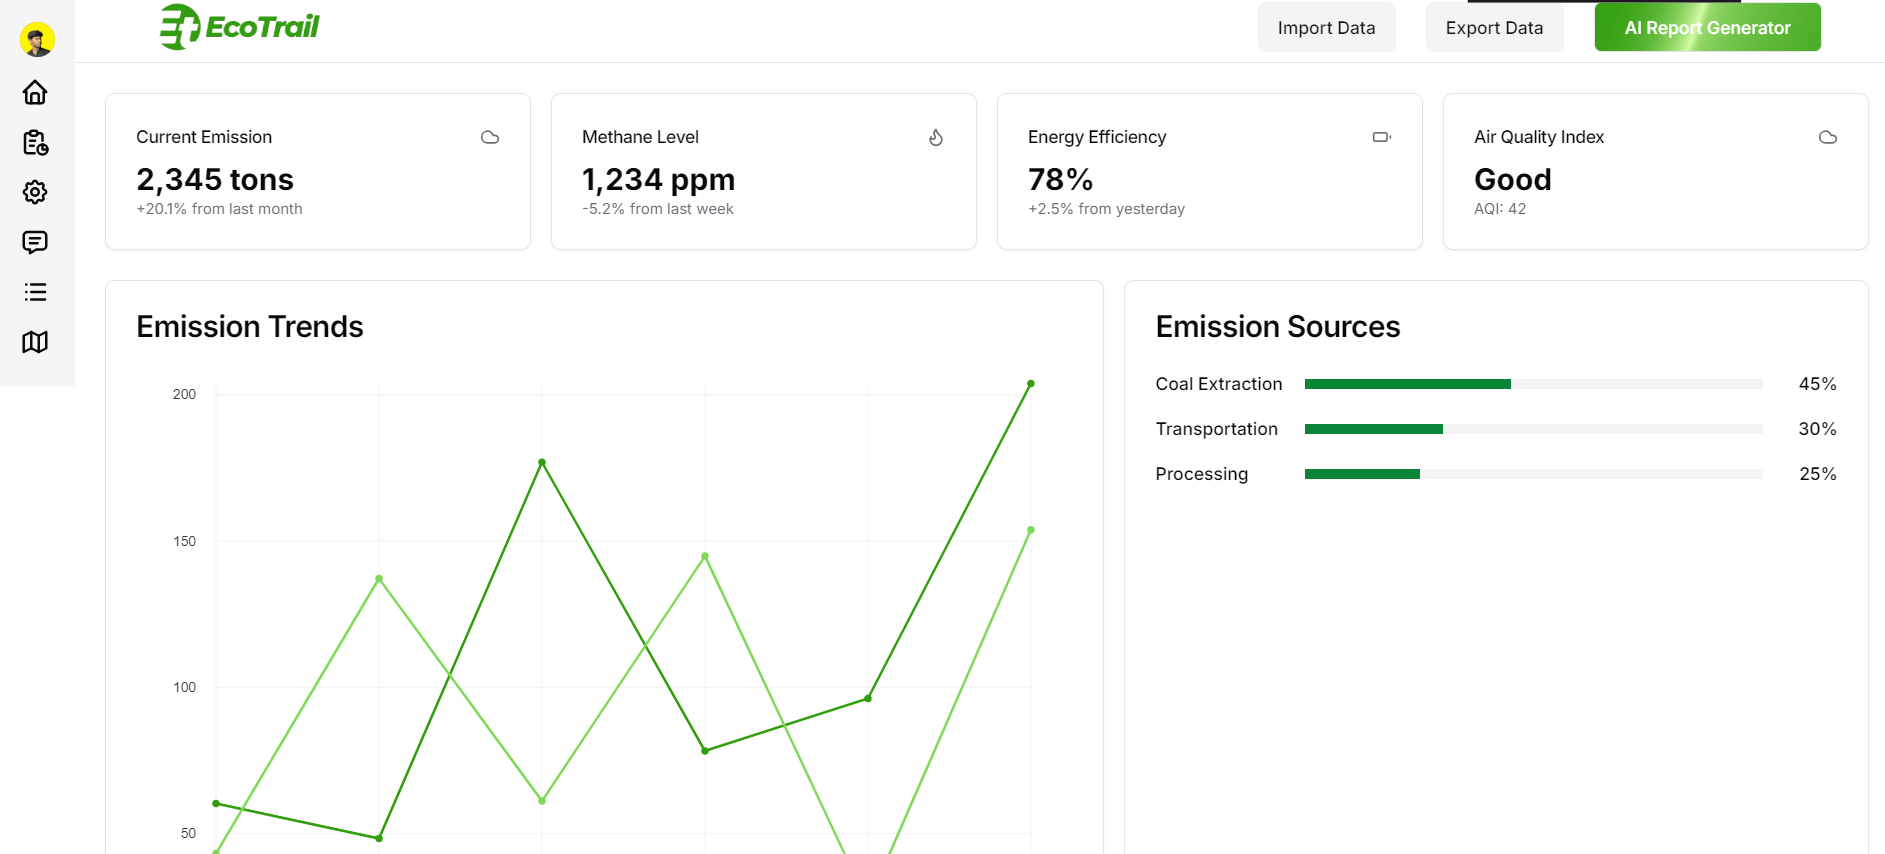 EcoTrail
Import Data
Export Data
AI Report Generator
Current Emission
2,345 tons
+20.1% from last month
Methane Level
1,234 ppm
-5.2% from last week
Energy Efficiency
78%
+2.5% from yesterday
Air Quality Index
Good
AQI: 42
Emission Trends
200
150
100
50
Emission Sources
Coal Extraction 45%
Transportation 30%
Processing 25%